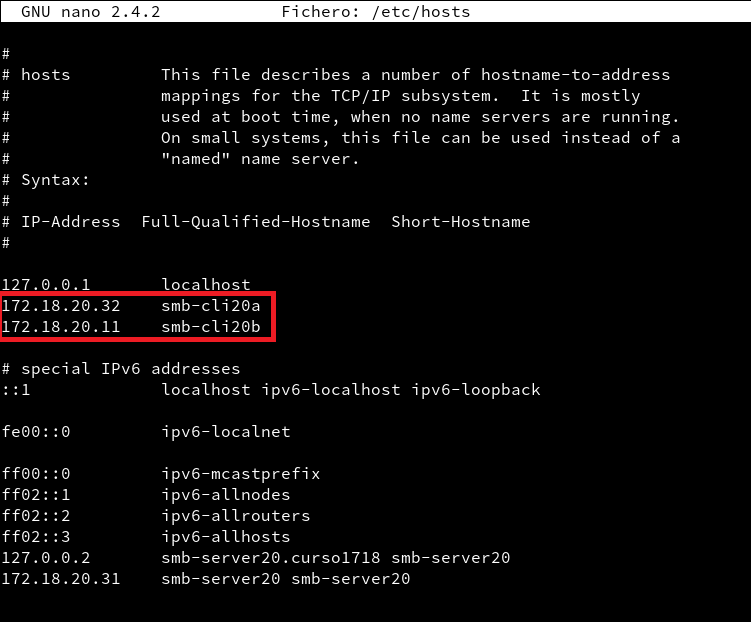 GNU nano 2.4.2            Fichero: /etc/hosts
#
# hosts         This file describes a number of hostname-to-address
#               mappings for the TCP/IP subsystem.  It is mostly
#               used at boot time, when no name servers are running.
#               On small systems, this file can be used instead of a
#               "named" name server.
# Syntax:
#
# IP-Address  Full-Qualified-Hostname  Short-Hostname
#
127.0.0.1       localhost
172.18.20.32    smb-cli20a
172.18.20.11    smb-cli20b
# special IPv6 addresses
::1             localhost ipv6-localhost ipv6-loopback
fe00::0         ipv6-localnet
ff00::0         ipv6-mcastprefix
ff02::1         ipv6-allnodes
ff02::2         ipv6-allrouters
ff02::3         ipv6-allhosts
127.0.0.2       smb-server20.curso1718 smb-server20
172.18.20.31    smb-server20 smb-server20